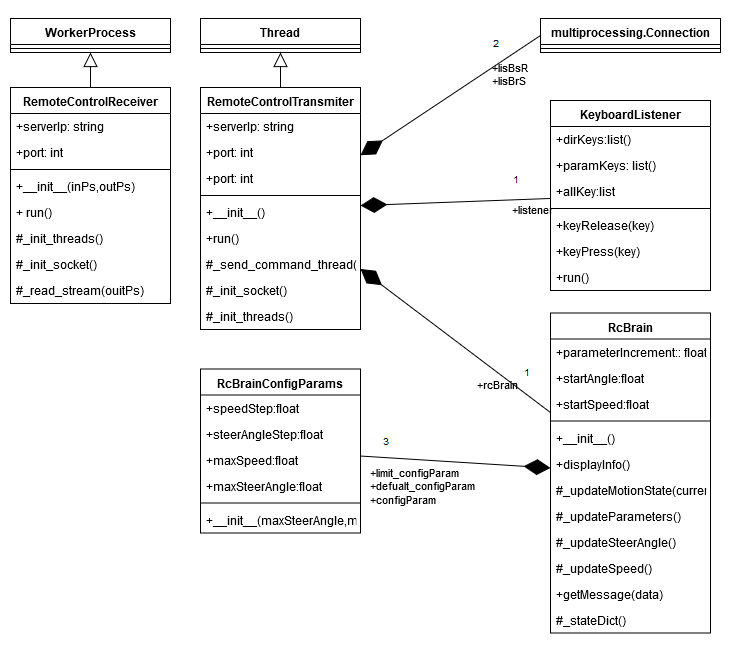 WorkerProcess
RemoteControlReceiver
+serverIp: string
+port: int
+__init__(inPs,outPs)
+ run()
#_init_threads()
#_init_socket()
#_read_stream(ouitPs)
Thread
RemoteControlTransmiter
+serverIp: string
+port: int
+port: int
+__init__()
+run()
#_send_command_thread(
#_init_socket()
#_init_threads()
2
+lisBsR
+lisBrS
1
+listene
1
+rcBrain
multiprocessing.Connection
KeyboardListener
+dirKeys:list()
+paramKeys: list()
+allKey:list
+keyRelease(key)
+keyPress(key)
+run()
RcBrainConfigParams
+speedStep:float
+steerAngleStep:float
+maxSpeed:float
+maxSteerAngle:float
+__init__(maxSteerAngle,m
3
+limit_configParam
+defualt_configParam
+configParam
RcBrain
+parameterIncrement:: float
+startAngle:float
+startSpeed:float
+__init__()
+displayInfo()
#_updateMotionState(curre
#_updateParameters()
#_updateSteerAngle()
#_updateSpeed()
+getMessage(data)
#_stateDict()